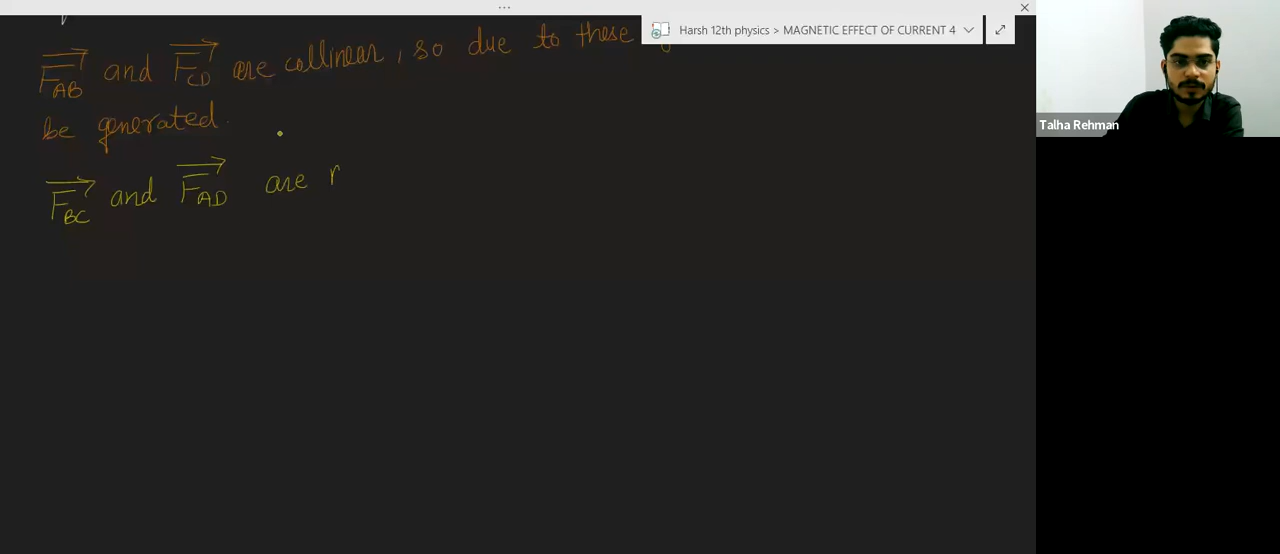 Harsh 12th physics > MAGNETIC EFFECT OF CURRENT 4
F_AB and F_CD are collinear, so due to these
be generated.
F_BC and F_AD are
Talha Rehman